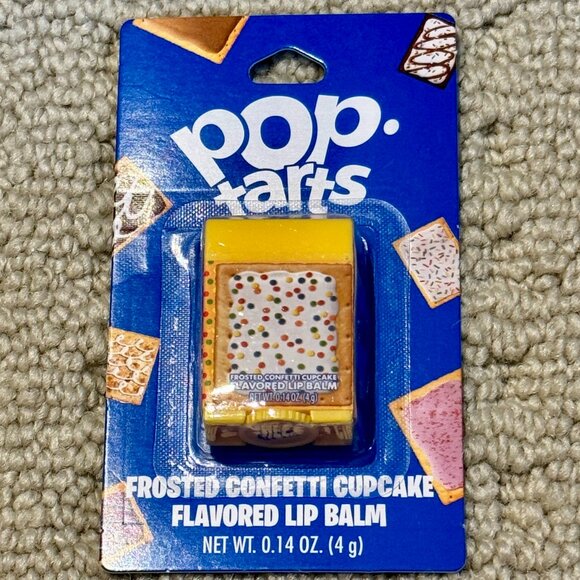 pop.
tarts
FROSTED CONFETTI CUPCAKE
FLAVORED LIP BALM
NET WT. 0.14 OZ. (4 g)
FROSTED CONFETTI CUPCAKE
FLAVORED LIP BALM
NET WT. 0.14 OZ. (4 g)